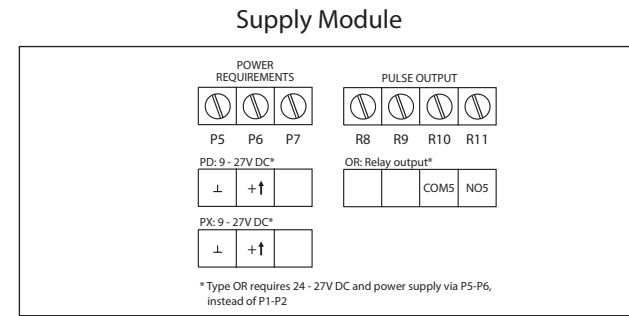 Supply Module
POWER
REQUIREMENTS
PULSE OUTPUT
P5 P6 P7
R8 R9 R10 R11
PD: 9 - 27V DC*
OR: Relay output*
⊥ +↑
COM5 NO5
PX: 9 - 27V DC*
⊥ +↑
* Type OR requires 24 - 27V DC and power supply via P5-P6,
instead of P1-P2